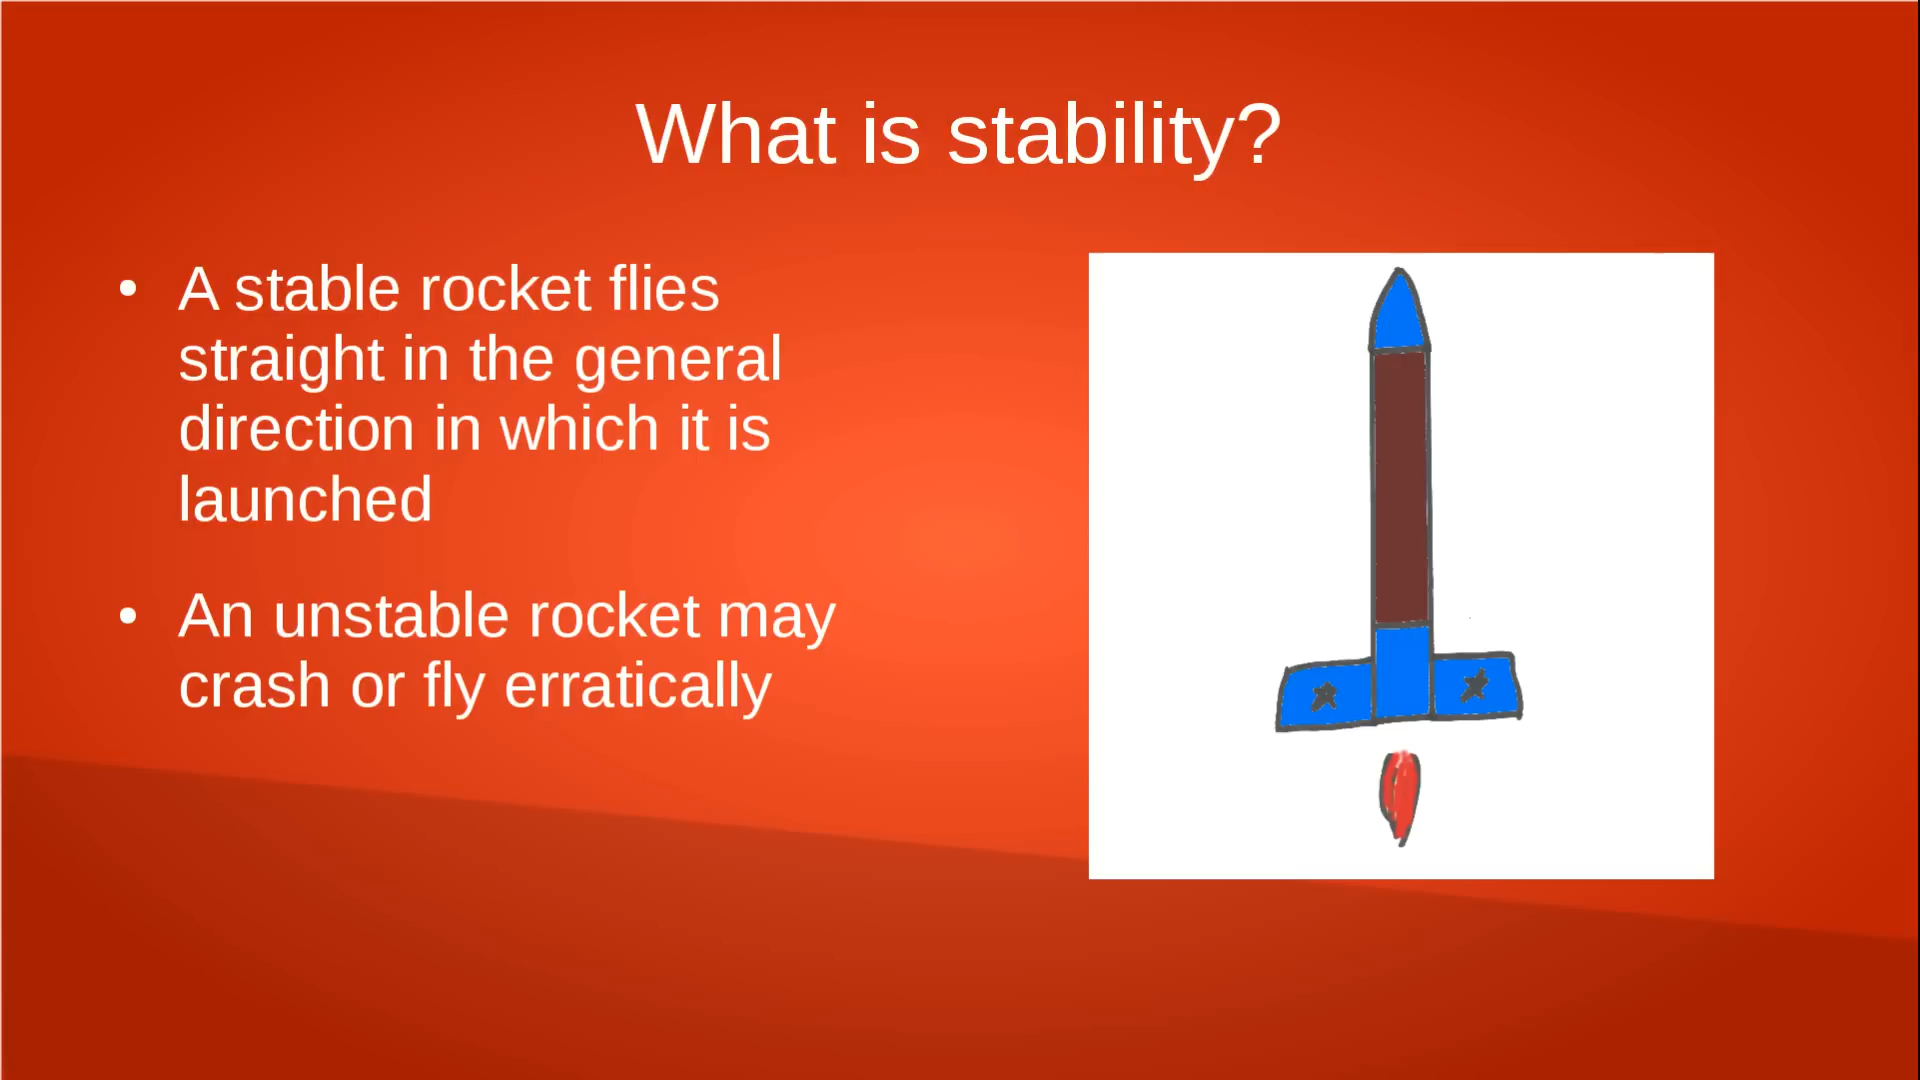 What is stability?
• A stable rocket flies
straight in the general
direction in which it is
launched
• An unstable rocket may
crash or fly erratically